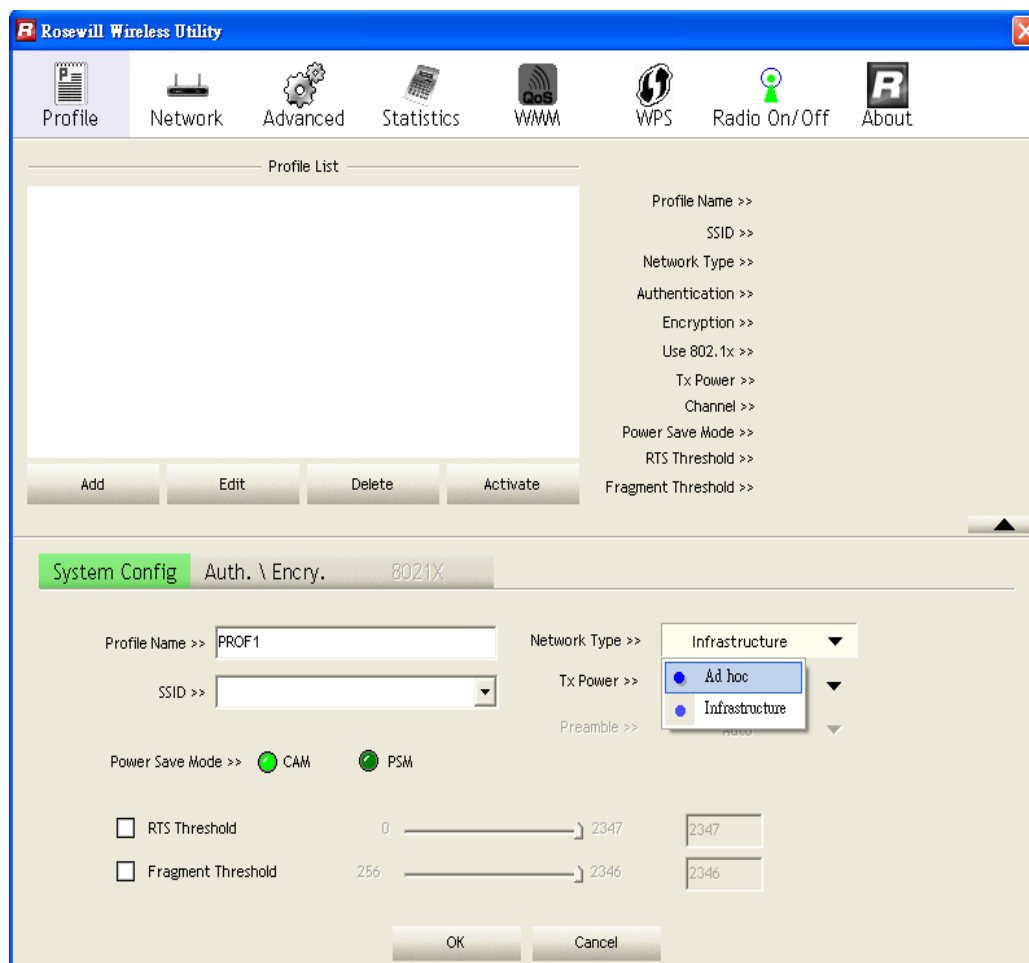 R Rosewill Wireless Utility
Profile Network Advanced Statistics QoS WMM WPS Radio On/Off R About
Profile List
Profile Name >>
SSID >>
Network Type >>
Authentication >>
Encryption >>
Use 802.1x >>
Tx Power >>
Channel >>
Power Save Mode >>
RTS Threshold >>
Fragment Threshold >>
Add Edit Delete Activate
System Config Auth. \ Encry. 8021X
Profile Name >> PROF1 Network Type >> Infrastructure
Ad hoc
SSID >> Tx Power >>
Infrastructure
Preamble >> Auto
Power Save Mode >> CAM PSM
RTS Threshold 0 2347 2347
Fragment Threshold 256 2346 2346
OK Cancel